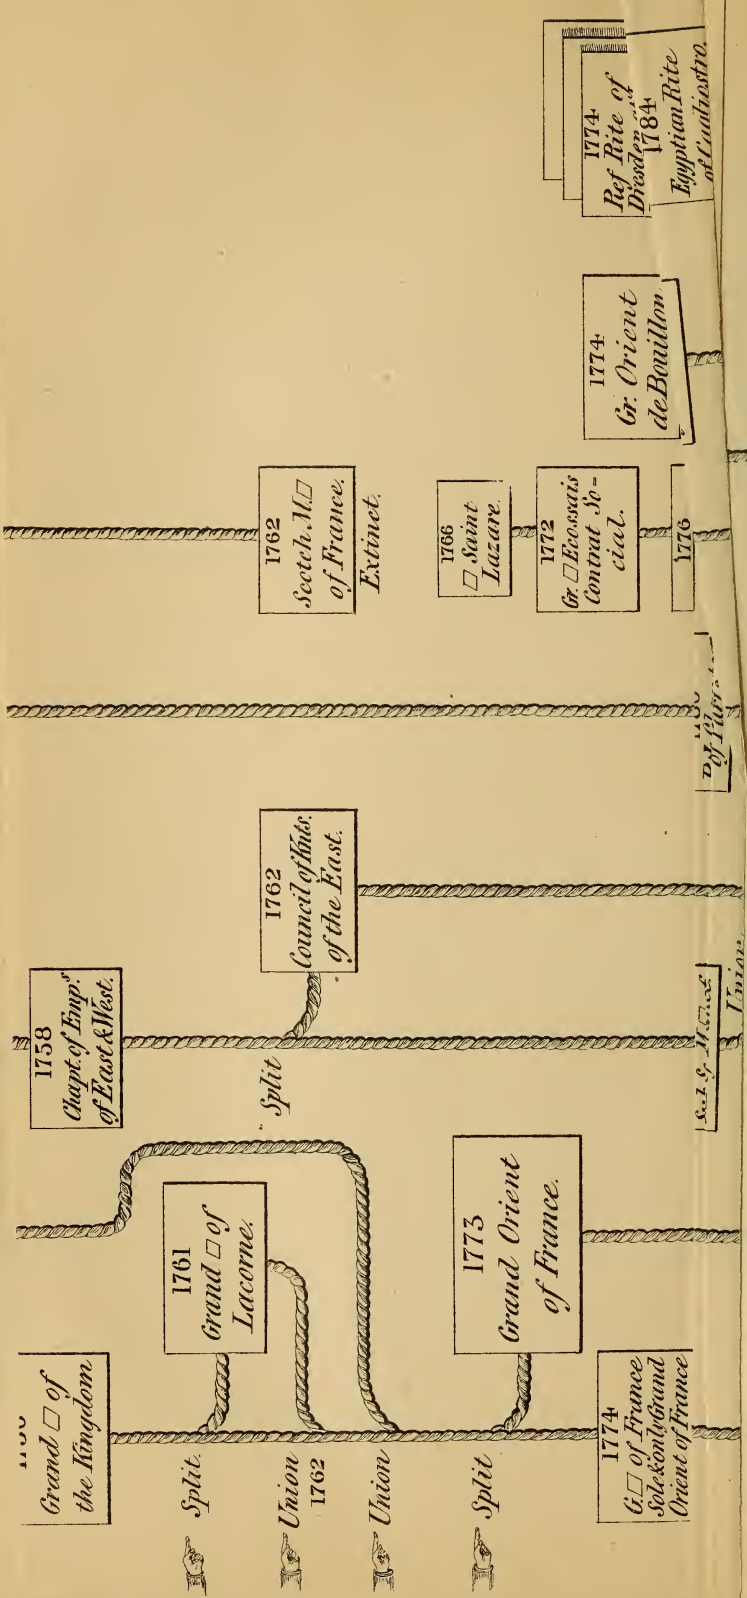 Grand □ of
the Kingdom
Split.
1761
Grand □ of
Lacorne.
Union
1762
Union
Split
1773
Grand Orient
of France.
1774
G.□ of France
Sole & only Grand
Orient of France
1758
Chapt. of Emp.s
of East & West.
Split
1762
Council of Knts.
of the East.
Union
1762
Scotch M.□
of France.
Extinct.
1766
□ Saint
Lazare.
1772
Gr. □ Ecossais
Contrat So-
cial.
1776
1774
Gr. Orient
de Bouillon.
1774
Ref Rite of
Dresden
1784
Egyptian Rite
of Cagliostro.